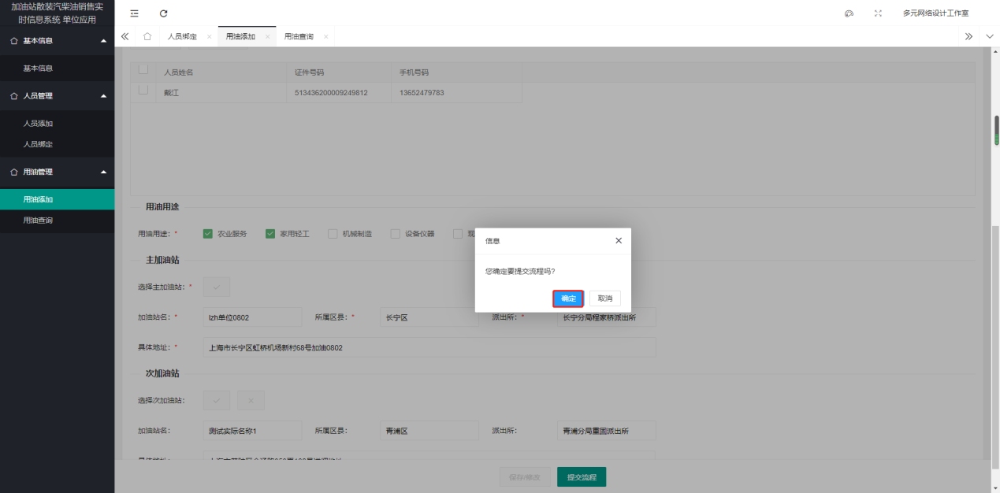 加油站散装汽柴油销售实
时信息系统 单位应用
多元网络设计工作室
人员绑定
用油添加
用油查询
基本信息
基本信息
人员管理
人员添加
人员绑定
用油管理
用油添加
用油查询
人员姓名 证件号码 手机号码
戴江 513436200009249812 13652479783
用油用途
用油用途：* 农业服务 家用轻工 机械制造 设备仪器 现
主加油站
选择主加油站：*
加油站名：* lzh单位0802 所属区县：* 长宁区 派出所：* 长宁分局程家桥派出所
具体地址：* 上海市长宁区虹桥机场新村68号加油0802
次加油站
选择次加油站：
加油站名： 测试实际名称1 所属区县： 青浦区 派出所： 青浦分局重固派出所
保存/修改 提交流程
信息
您确定要提交流程吗?
确定 取消